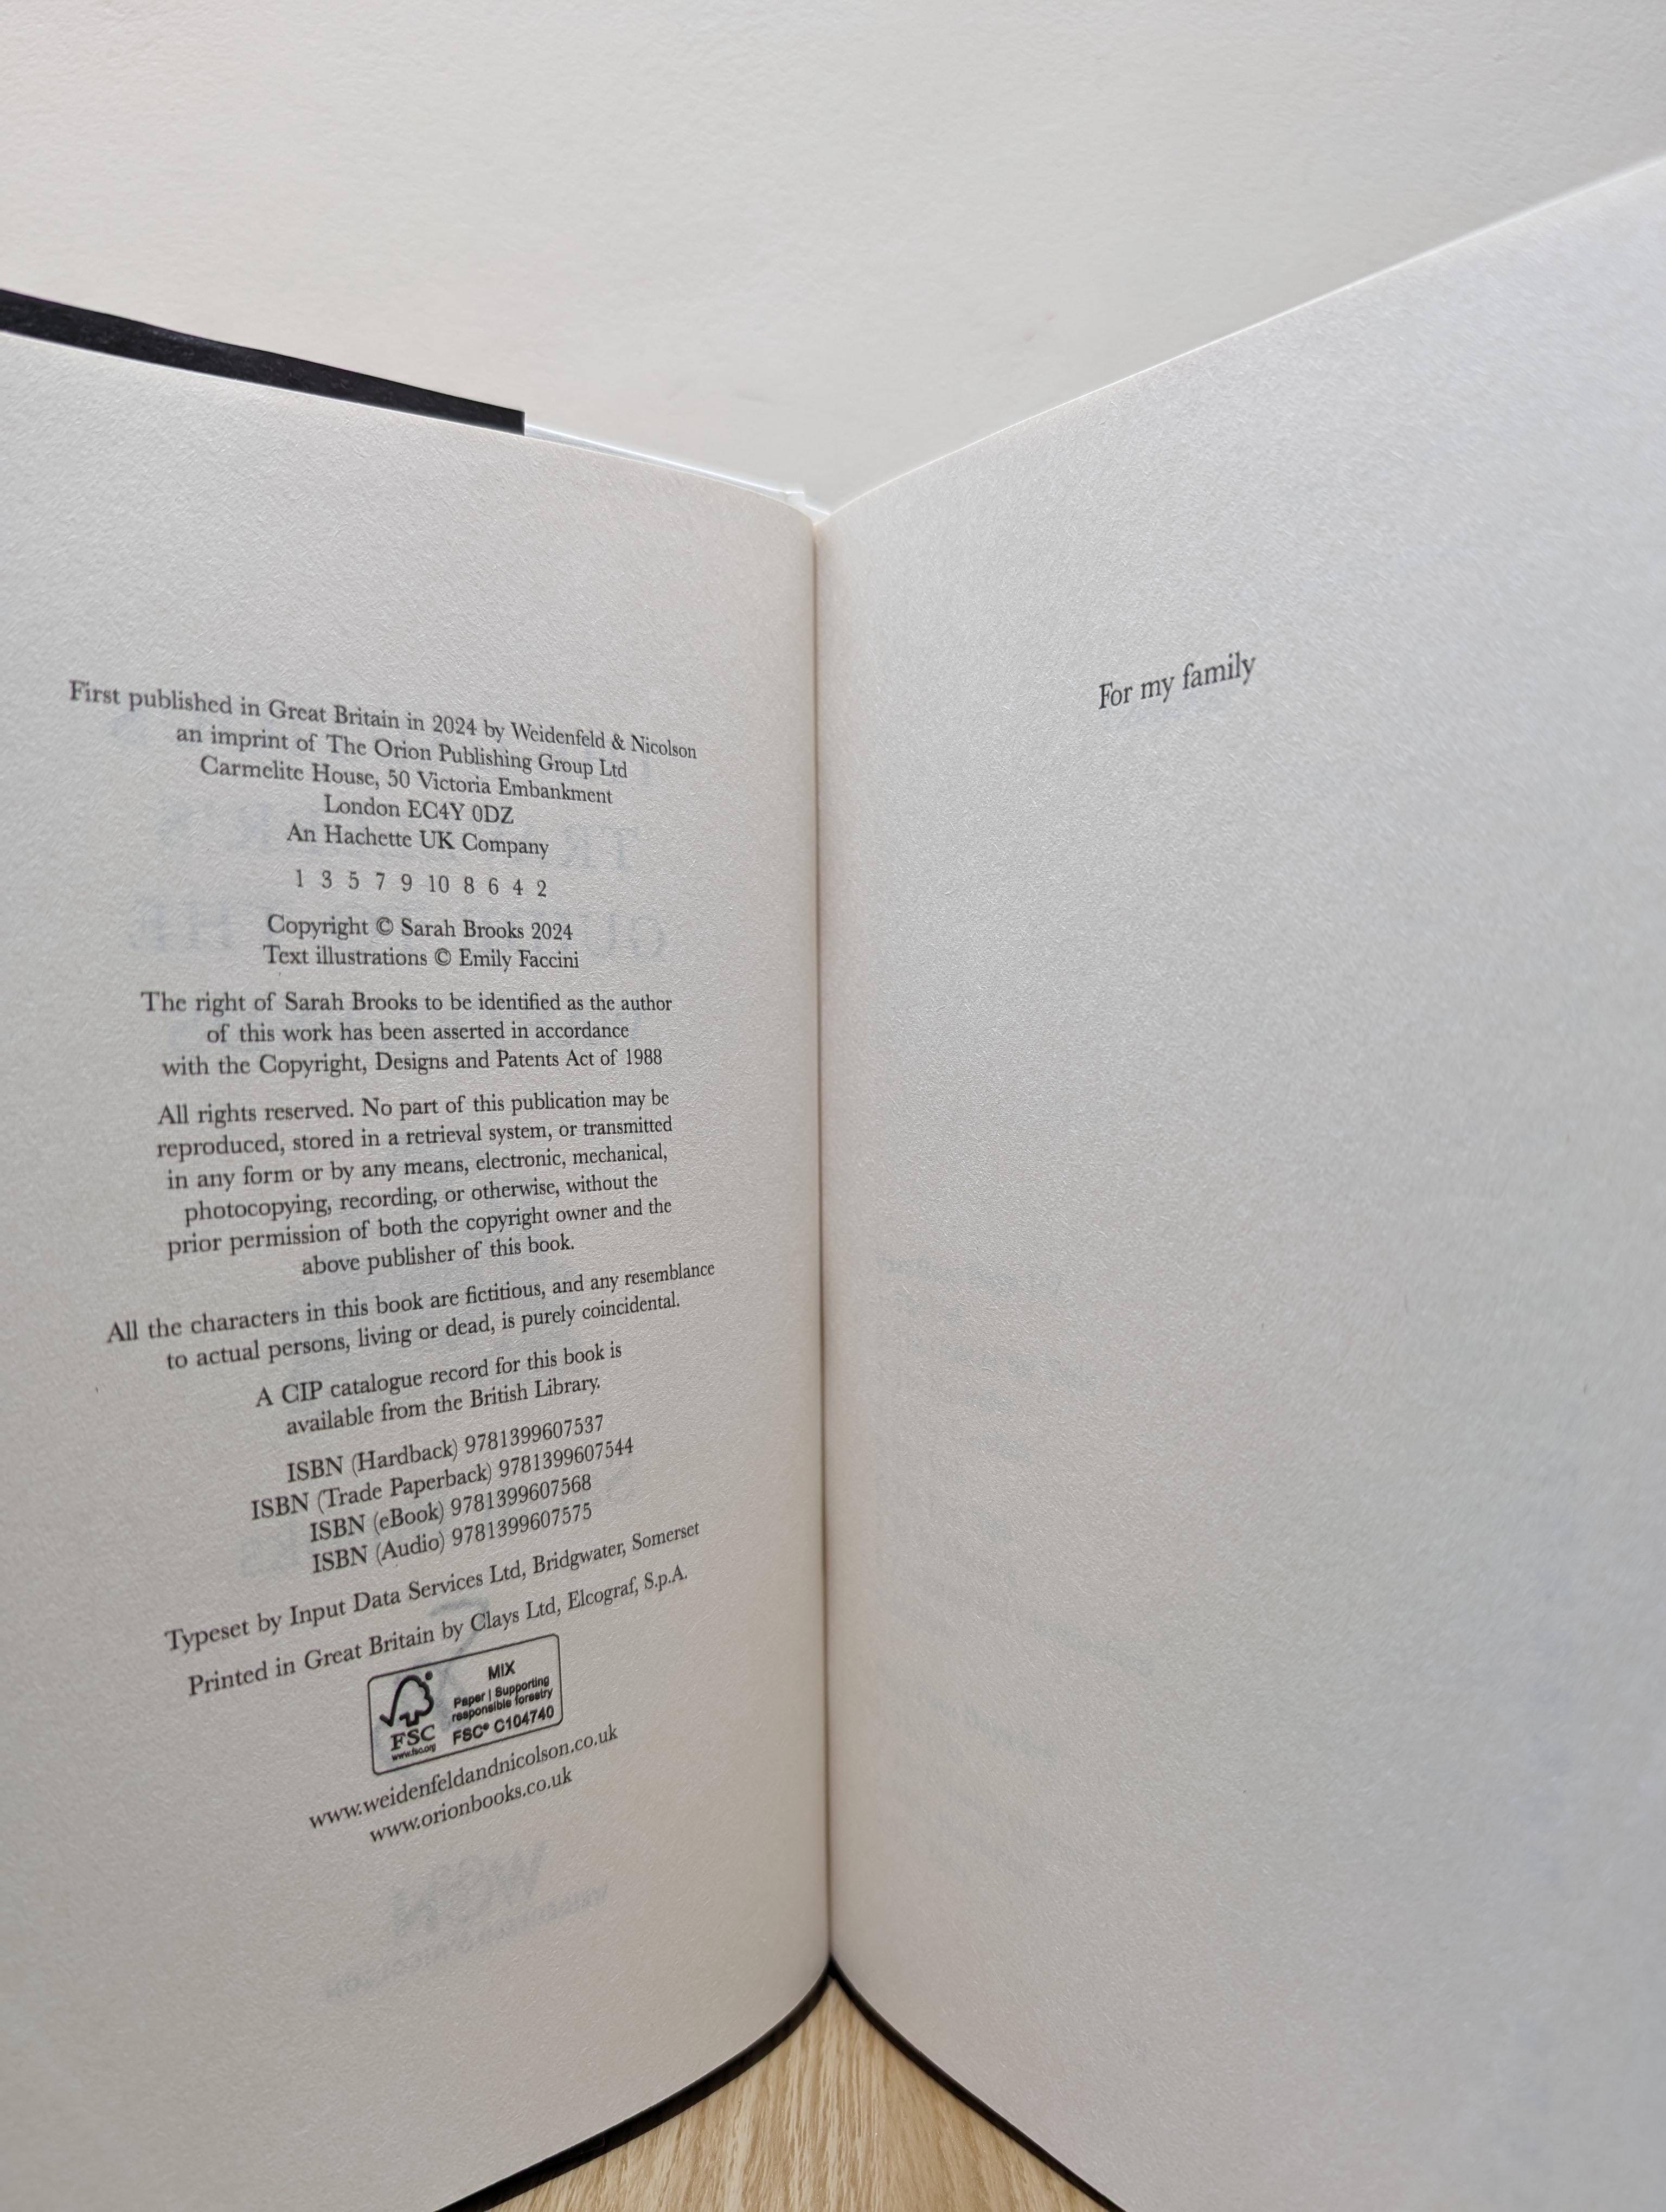 First published in Great Britain in 2024 by Weidenfeld & Nicolson
an imprint of The Orion Publishing Group Ltd
Carmelite House, 50 Victoria Embankment
London EC4Y 0DZ
An Hachette UK Company
1 3 5 7 9 10 8 6 4 2
Copyright © Sarah Brooks 2024
Text illustrations © Emily Faccini
The right of Sarah Brooks to be identified as the author
of this work has been asserted in accordance
with the Copyright, Designs and Patents Act of 1988
All rights reserved. No part of this publication may be
reproduced, stored in a retrieval system, or transmitted
in any form or by any means, electronic, mechanical,
photocopying, recording, or otherwise, without the
prior permission of both the copyright owner and the
above publisher of this book.
All the characters in this book are fictitious, and any resemblance
to actual persons, living or dead, is purely coincidental.
A CIP catalogue record for this book is
available from the British Library.
ISBN (Hardback) 9781399607537
ISBN (Trade Paperback) 9781399607544
ISBN (eBook) 9781399607568
ISBN (Audio) 9781399607575
Typeset by Input Data Services Ltd, Bridgwater, Somerset
Printed in Great Britain by Clays Ltd, Elcograf, S.p.A.
FSC
www.fsc.org
MIX
Paper | Supporting
responsible forestry
FSC® C104740
www.weidenfeldandnicolson.co.uk
www.orionbooks.co.uk
For my family